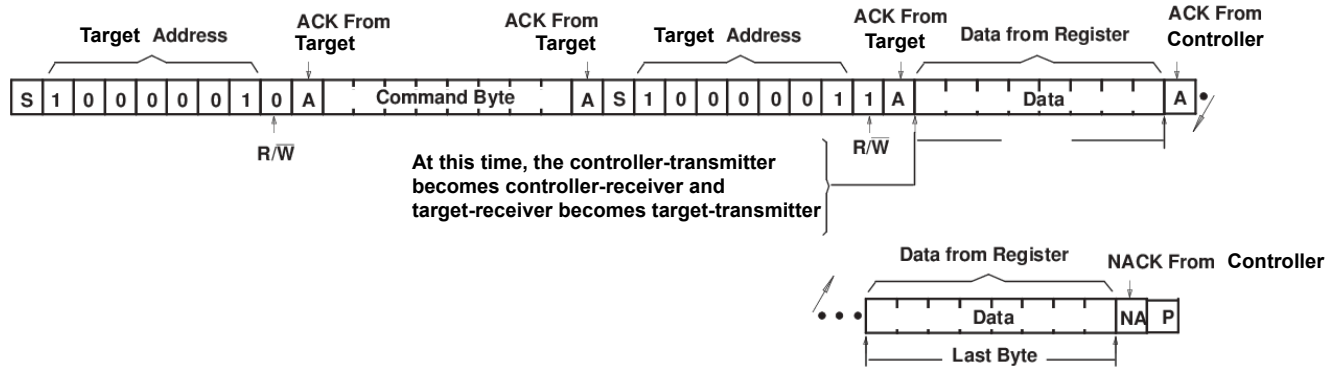 ACK From
Target
ACK From
Target
ACK From
Target
ACK From
Controller
Target Address
Target Address
Data from Register
S 1 0 0 0 0 0 1 0 A Command Byte A S 1 0 0 0 0 0 1 1 A Data A
R/W̅
R/W̅
At this time, the controller-transmitter
becomes controller-receiver and
target-receiver becomes target-transmitter
Data from Register
NACK From Controller
Data NA P
Last Byte